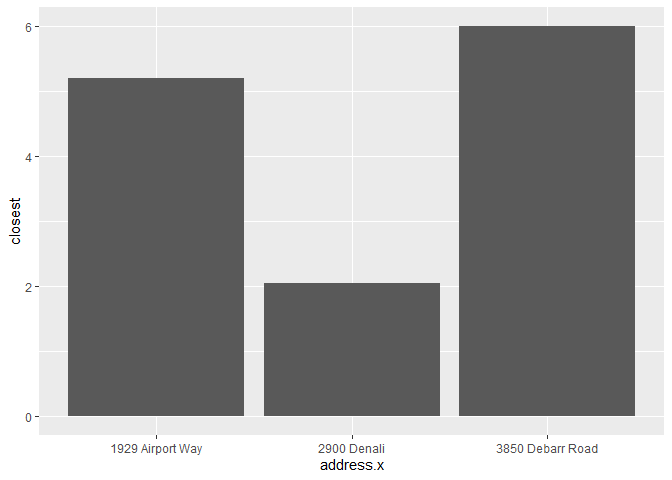 6
4
2
0
closest
1929 Airport Way
2900 Denali
3850 Debarr Road
address.x